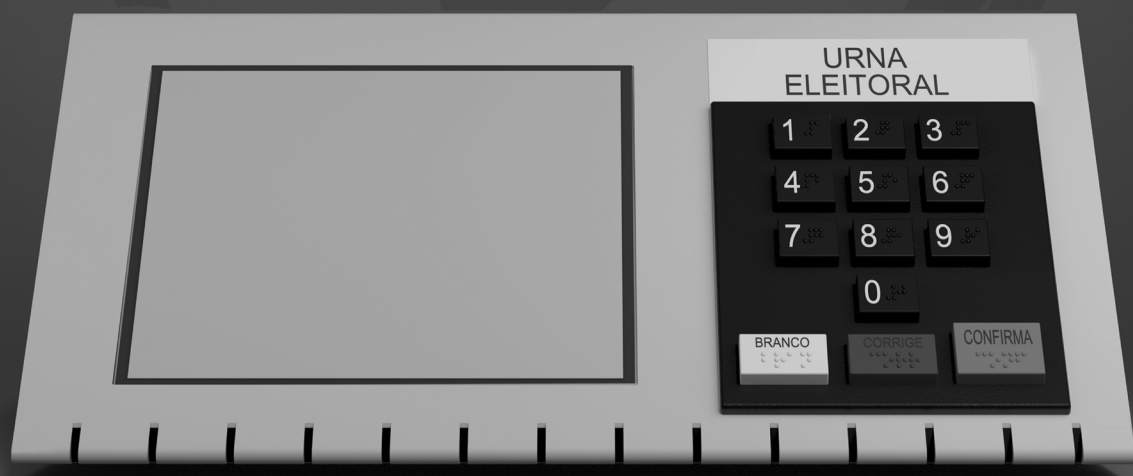 URNA
ELEITORAL
1 2 3
4 5 6
7 8 9
0
BRANCO CORRIGE CONFIRMA